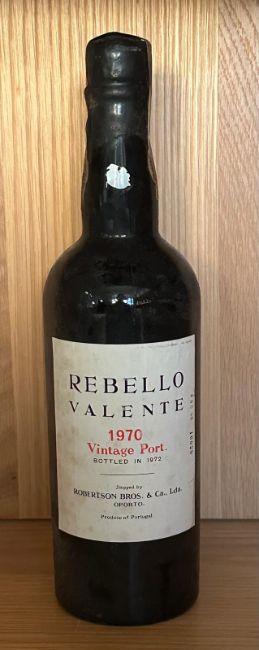 REBELLO
VALENTE
1970
Vintage Port.
BOTTLED IN 1972
Shipped by
ROBERTSON BROS. & Co., Lda.
OPORTO.
Produce of Portugal